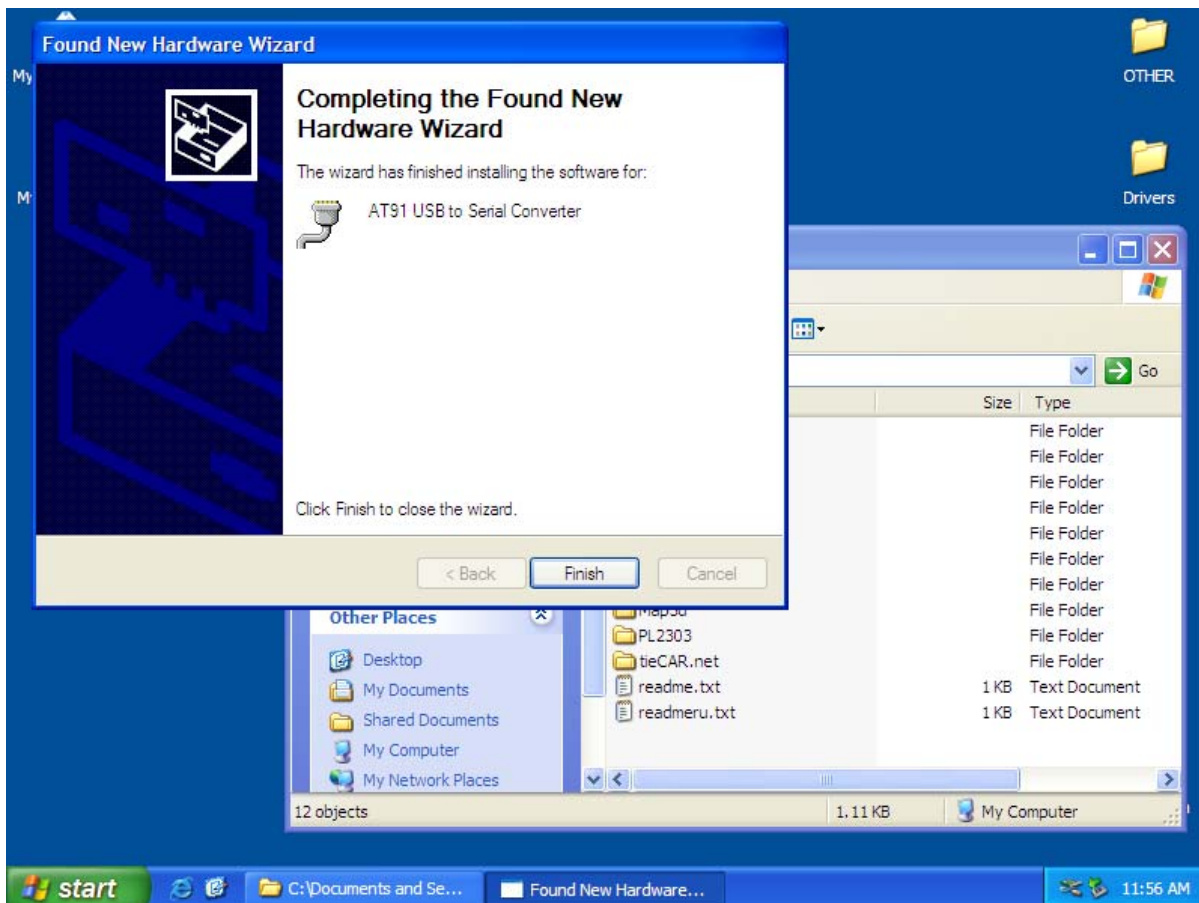 Found New Hardware Wizard
My
OTHER
Completing the Found New
Hardware Wizard
The wizard has finished installing the software for:
AT91 USB to Serial Converter
My
Drivers
Go
Size Type
File Folder
File Folder
File Folder
File Folder
File Folder
File Folder
File Folder
Click Finish to close the wizard.
< Back Finish Cancel
Other Places
Map3d File Folder
PL2303 File Folder
tieCAR.net File Folder
Desktop
readme.txt 1 KB Text Document
My Documents
readmeru.txt 1 KB Text Document
Shared Documents
My Computer
My Network Places
12 objects 1.11 KB My Computer
start C:\Documents and Se... Found New Hardware... 11:56 AM